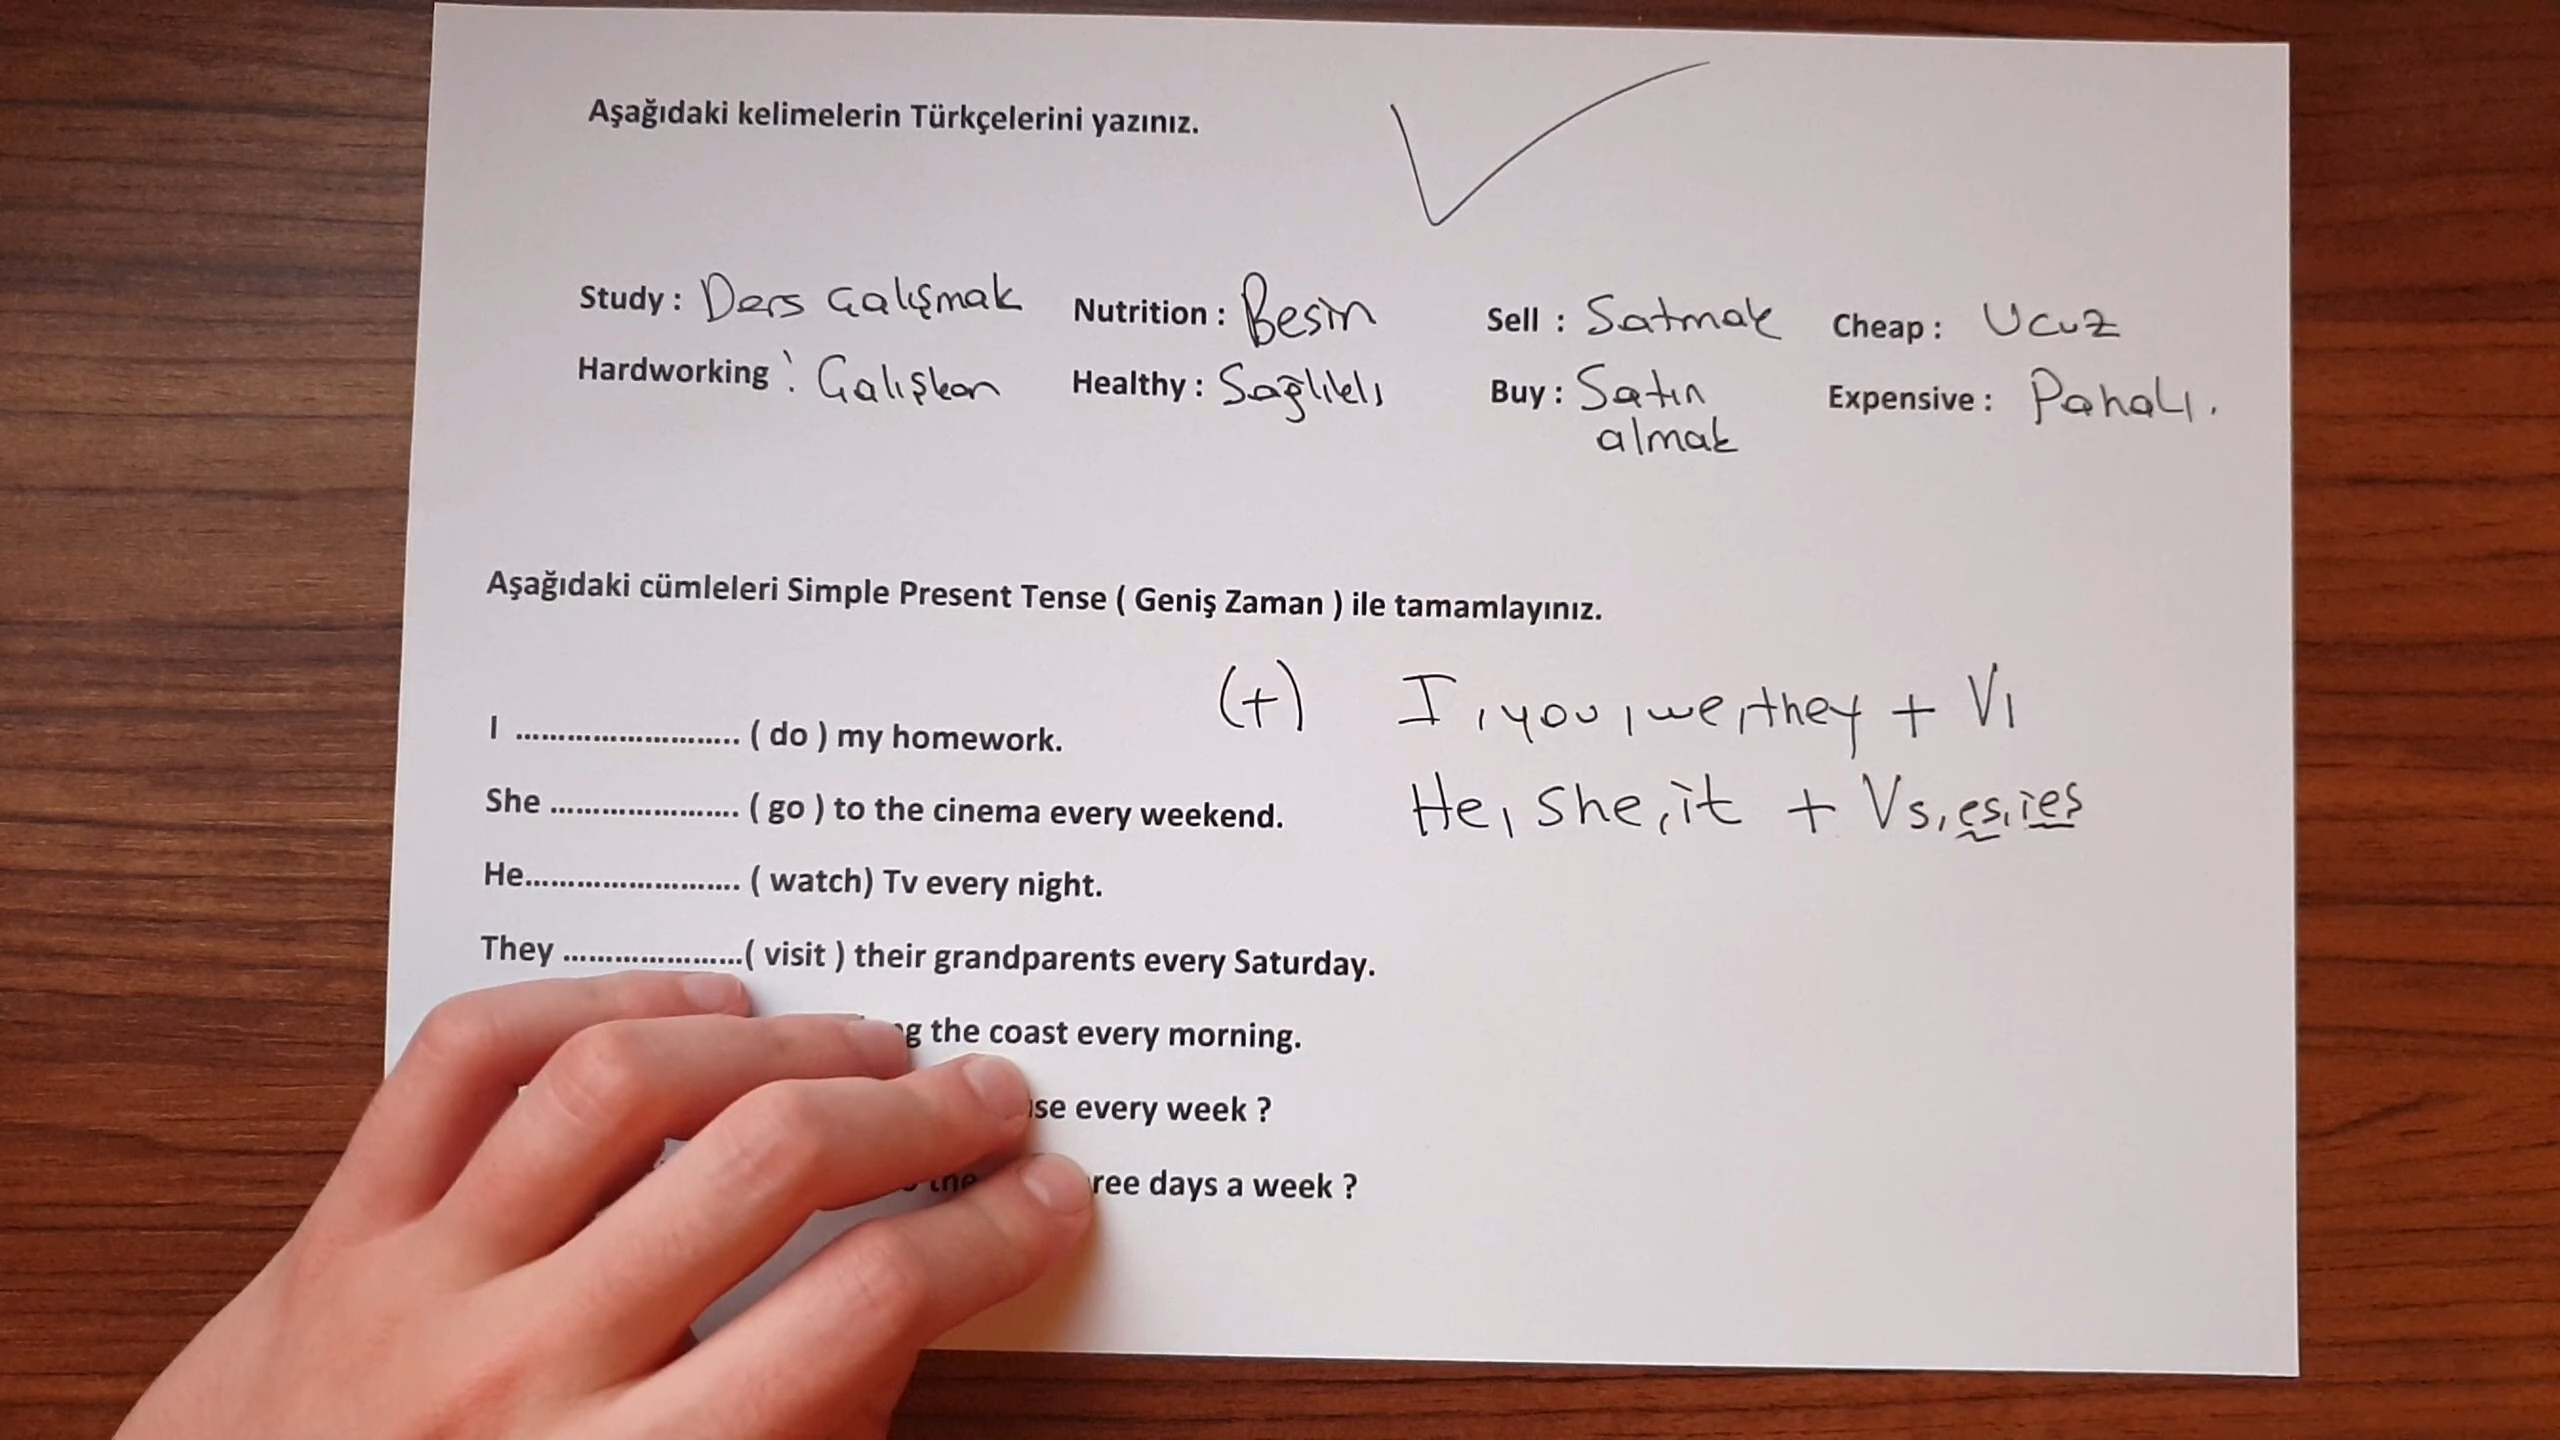 Aşağıdaki kelimelerin Türkçelerini yazınız.
Study : Ders Çalışmak Nutrition : Besin Sell : Satmak Cheap : Ucuz
Hardworking : Çalışkan Healthy : Sağlıklı Buy : Satın almak Expensive : Pahalı.
Aşağıdaki cümleleri Simple Present Tense ( Geniş Zaman ) ile tamamlayınız.
(+) I, you, we, they + V1
He, She, it + Vs, es, ies
I .......................... ( do ) my homework.
She ...................... ( go ) to the cinema every weekend.
He......................... ( watch) Tv every night.
They .....................( visit ) their grandparents every Saturday.
the coast every morning.
every week ?
the days a week ?